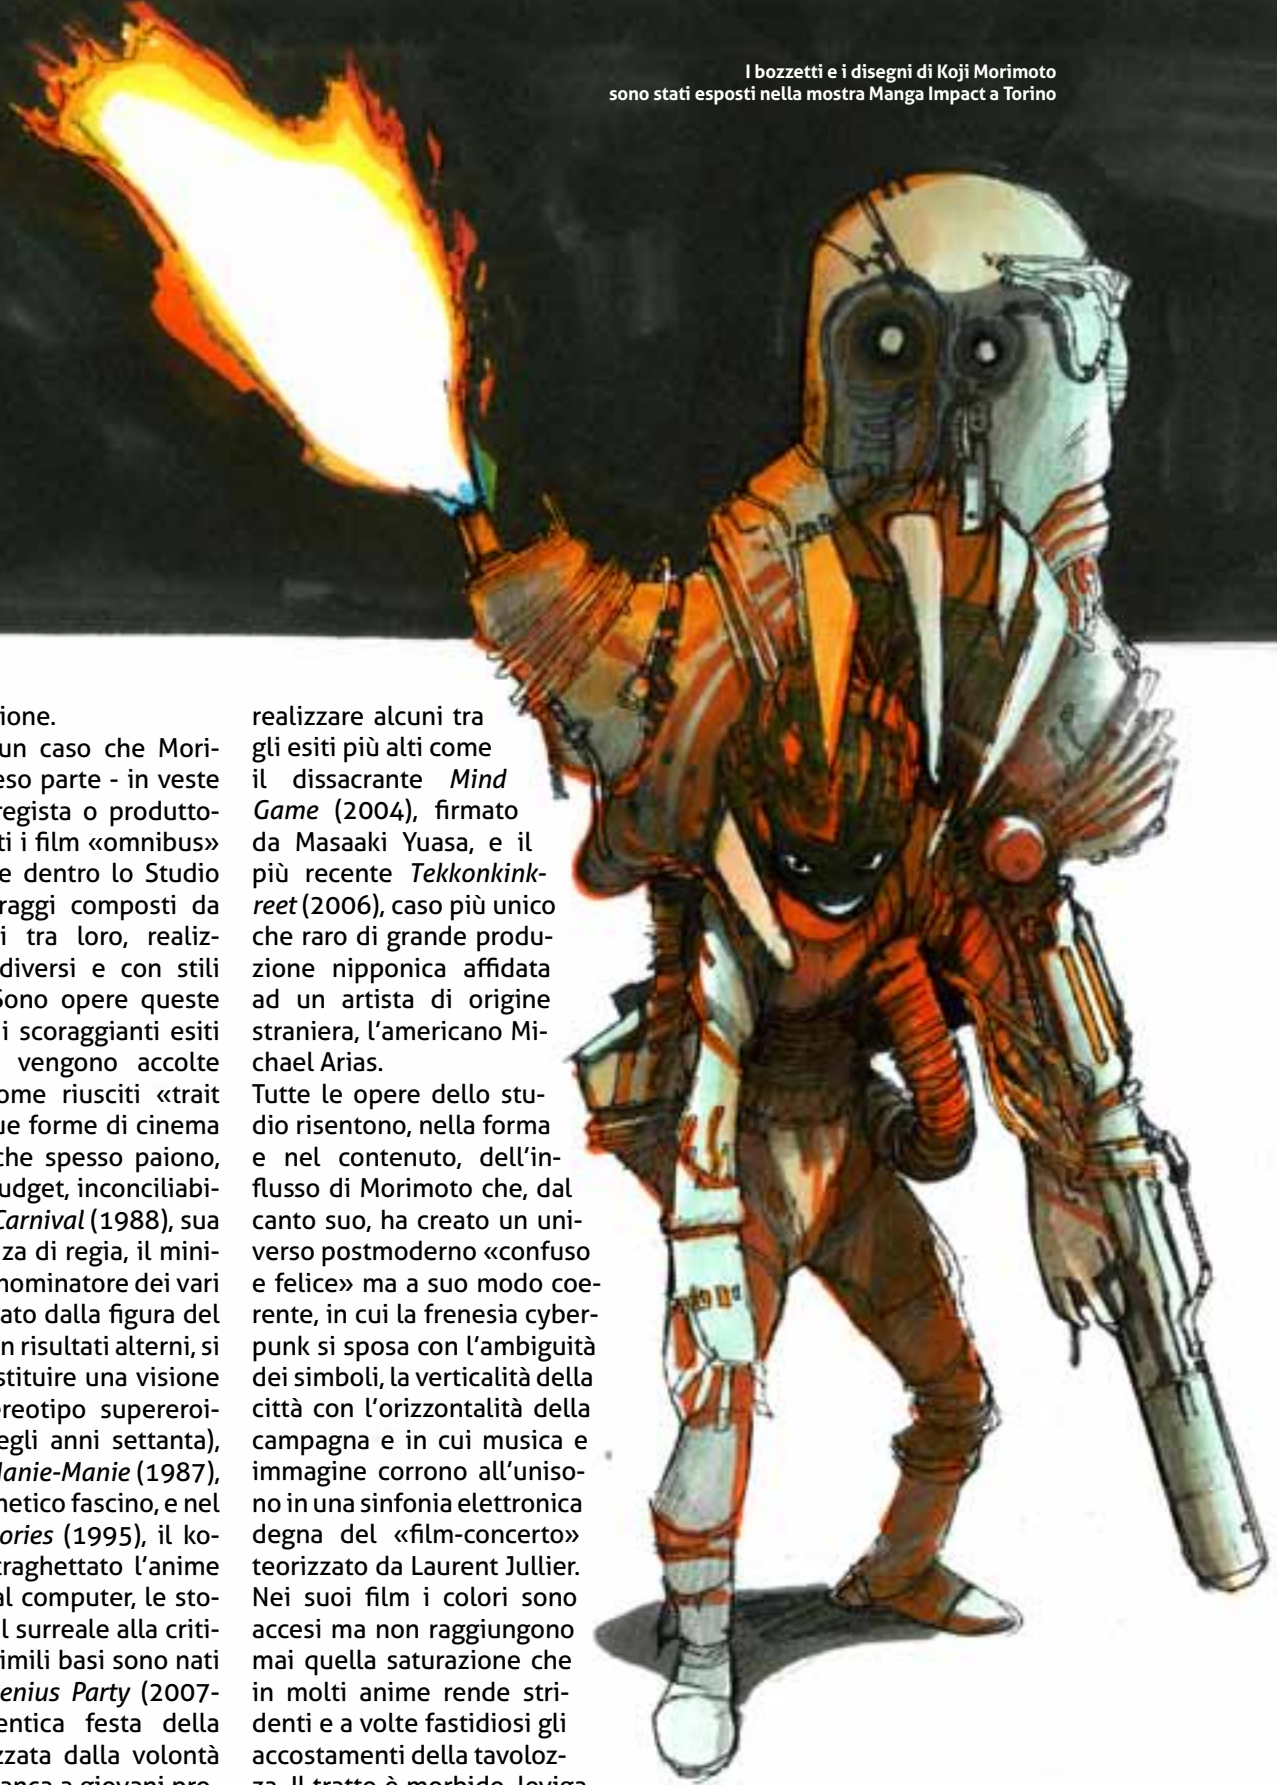 I bozzetti e i disegni di Koji Morimoto
sono stati esposti nella mostra Manga Impact a Torino
ione.
un caso che Mori-
eso parte - in veste
regista o produtto-
ti i film «omnibus»
e dentro lo Studio
raggi composti da
i tra loro, realiz-
diversi e con stili
Sono opere queste
i scoraggianti esiti
vengono accolte
ome riusciti «trait
ue forme di cinema
che spesso paiono,
udget, inconciliabi-
Carnival (1988), sua
za di regia, il mini-
nominatore dei vari
ato dalla figura del
n risultati alterni, si
stituire una visione
ereotipo supereroi-
egli anni settanta),
Manie-Manie (1987),
netico fascino, e nel
ories (1995), il ko-
traghettato l’anime
al computer, le sto-
l surreale alla criti-
imili basi sono nati
enius Party (2007-
entica festa della
zzata dalla volontà
anca a giovani pro-
realizzare alcuni tra
gli esiti più alti come
il dissacrante Mind
Game (2004), firmato
da Masaaki Yuasa, e il
più recente Tekkonkink-
reet (2006), caso più unico
che raro di grande produ-
zione nipponica affidata
ad un artista di origine
straniera, l’americano Mi-
chael Arias.
Tutte le opere dello stu-
dio risentono, nella forma
e nel contenuto, dell’in-
flusso di Morimoto che, dal
canto suo, ha creato un uni-
verso postmoderno «confuso
e felice» ma a suo modo coe-
rente, in cui la frenesia cyber-
punk si sposa con l’ambiguità
dei simboli, la verticalità della
città con l’orizzontalità della
campagna e in cui musica e
immagine corrono all’uniso-
no in una sinfonia elettronica
degna del «film-concerto»
teorizzato da Laurent Jullier.
Nei suoi film i colori sono
accesi ma non raggiungono
mai quella saturazione che
in molti anime rende stri-
denti e a volte fastidiosi gli
accostamenti della tavoloz-
za. Il tratto è morbido, leviga-